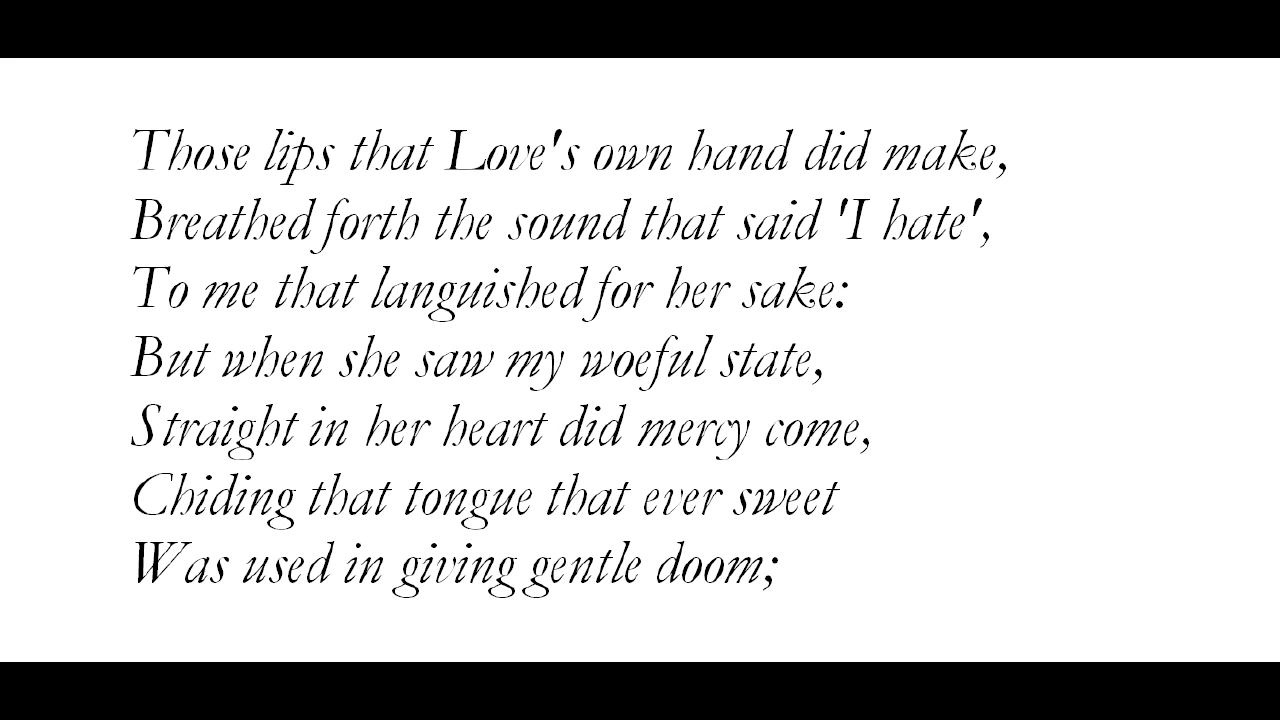 Those lips that Love's own hand did make,
Breathed forth the sound that said 'I hate',
To me that languished for her sake:
But when she saw my woeful state,
Straight in her heart did mercy come,
Chiding that tongue that ever sweet
Was used in giving gentle doom;